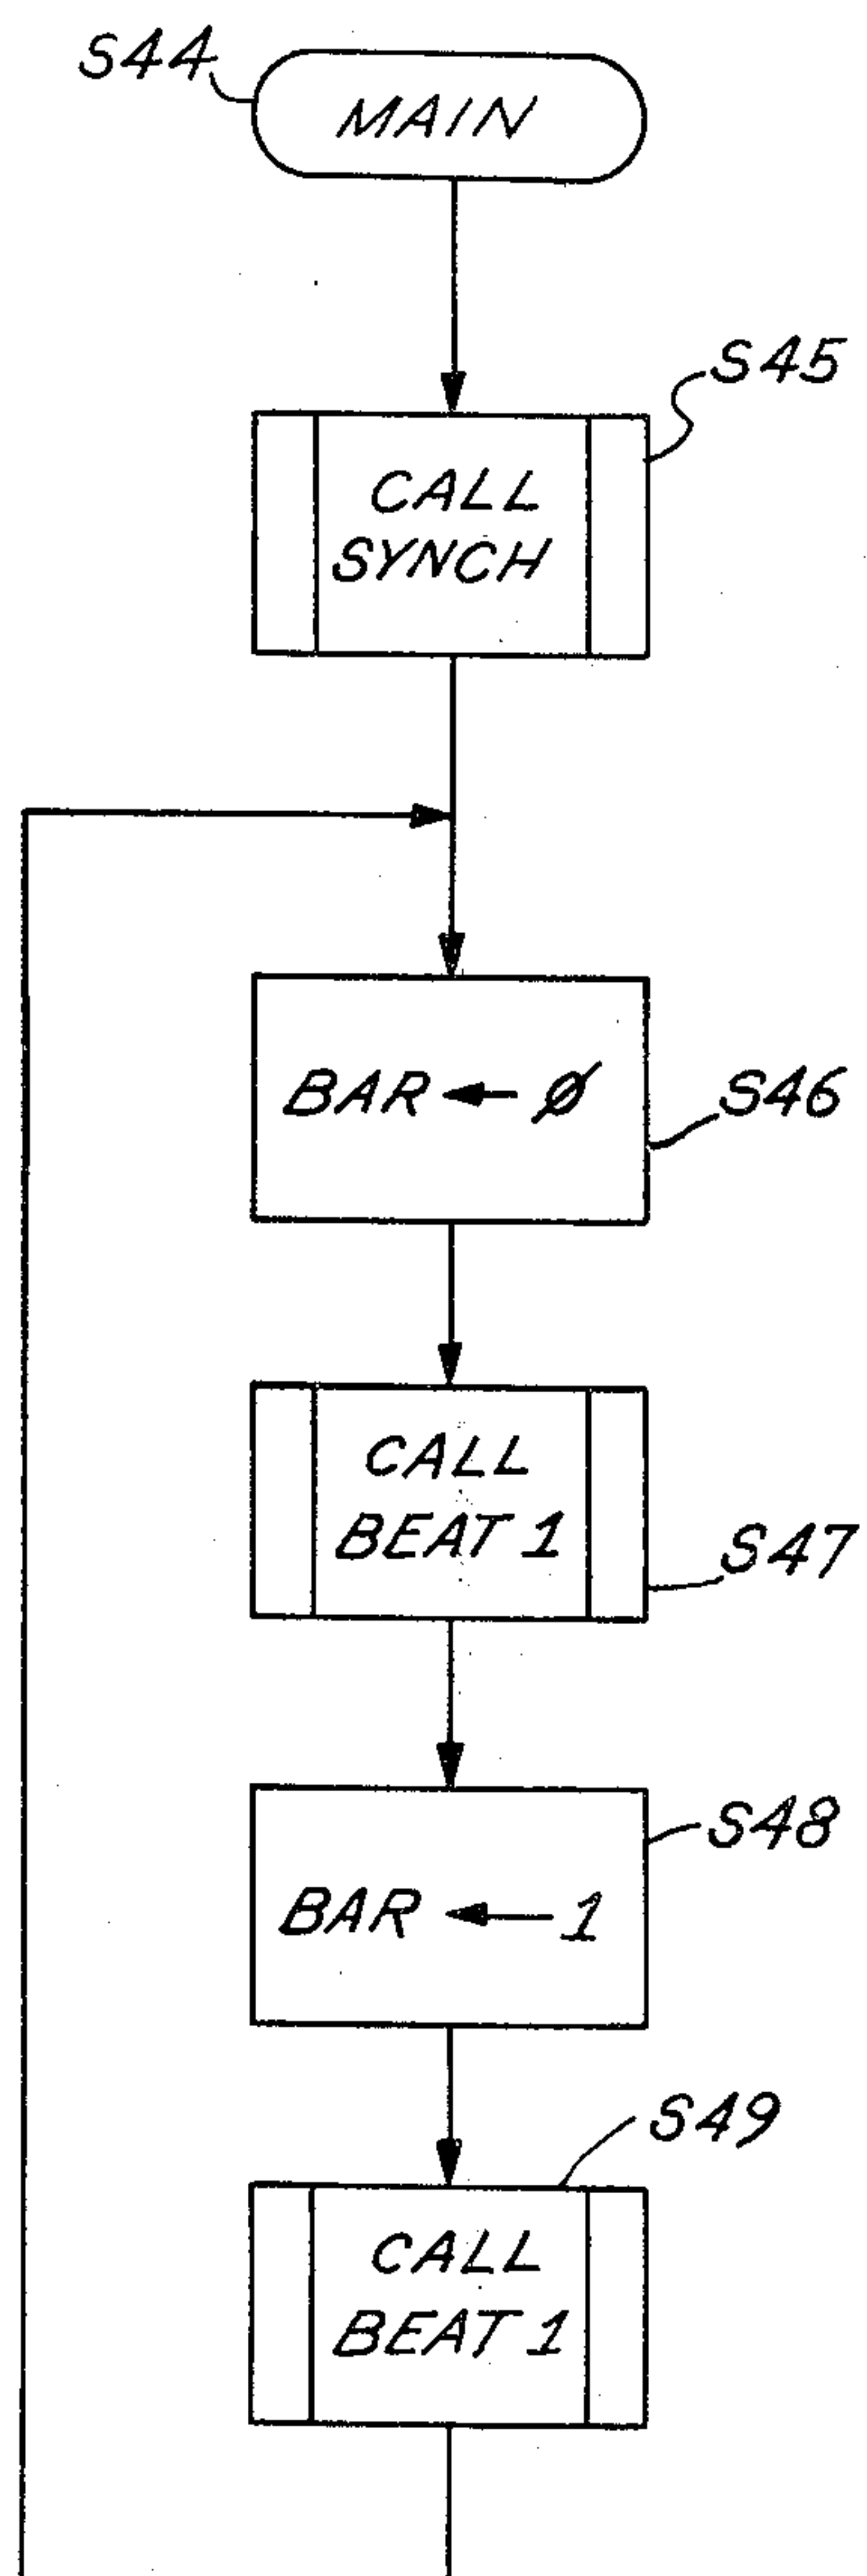 S44
MAIN
S45
CALL
SYNCH
BAR ← Ø
S46
CALL
BEAT 1
S47
S48
BAR ← 1
S49
CALL
BEAT 1